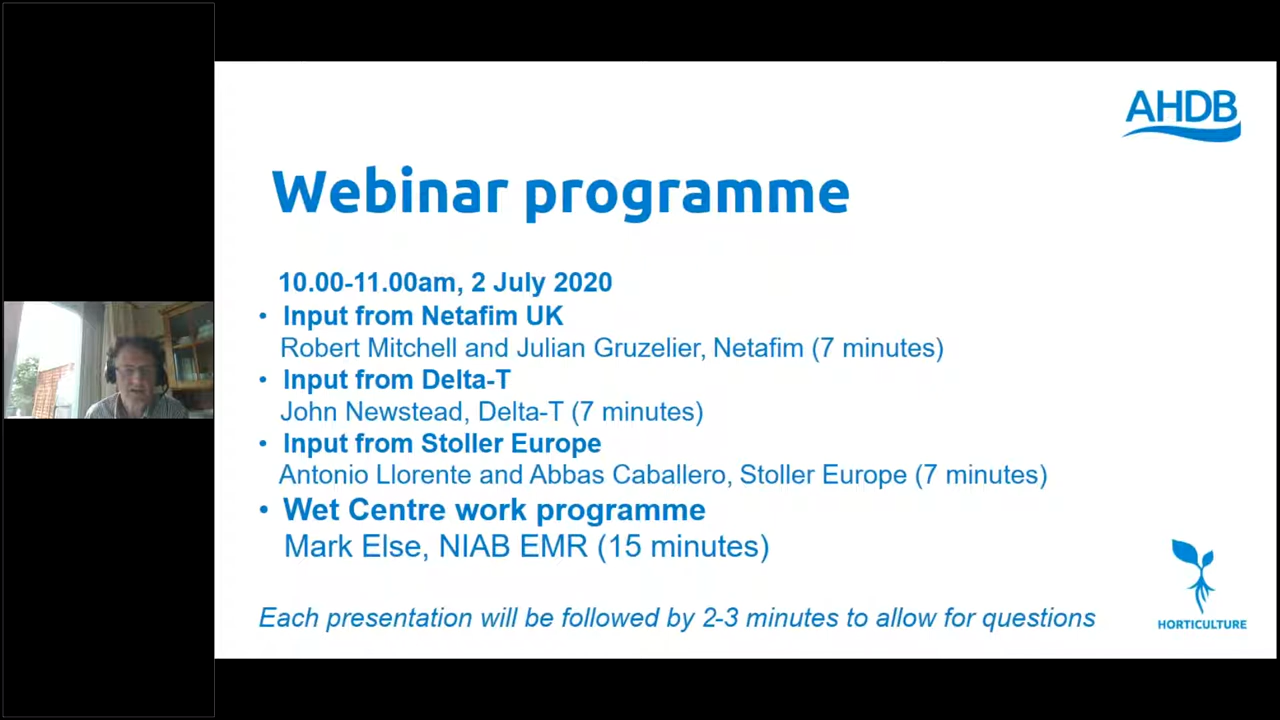 AHDB
Webinar programme
10.00-11.00am, 2 July 2020
• Input from Netafim UK
Robert Mitchell and Julian Gruzelier, Netafim (7 minutes)
• Input from Delta-T
John Newstead, Delta-T (7 minutes)
• Input from Stoller Europe
Antonio Llorente and Abbas Caballero, Stoller Europe (7 minutes)
• Wet Centre work programme
Mark Else, NIAB EMR (15 minutes)
Each presentation will be followed by 2-3 minutes to allow for questions
HORTICULTURE